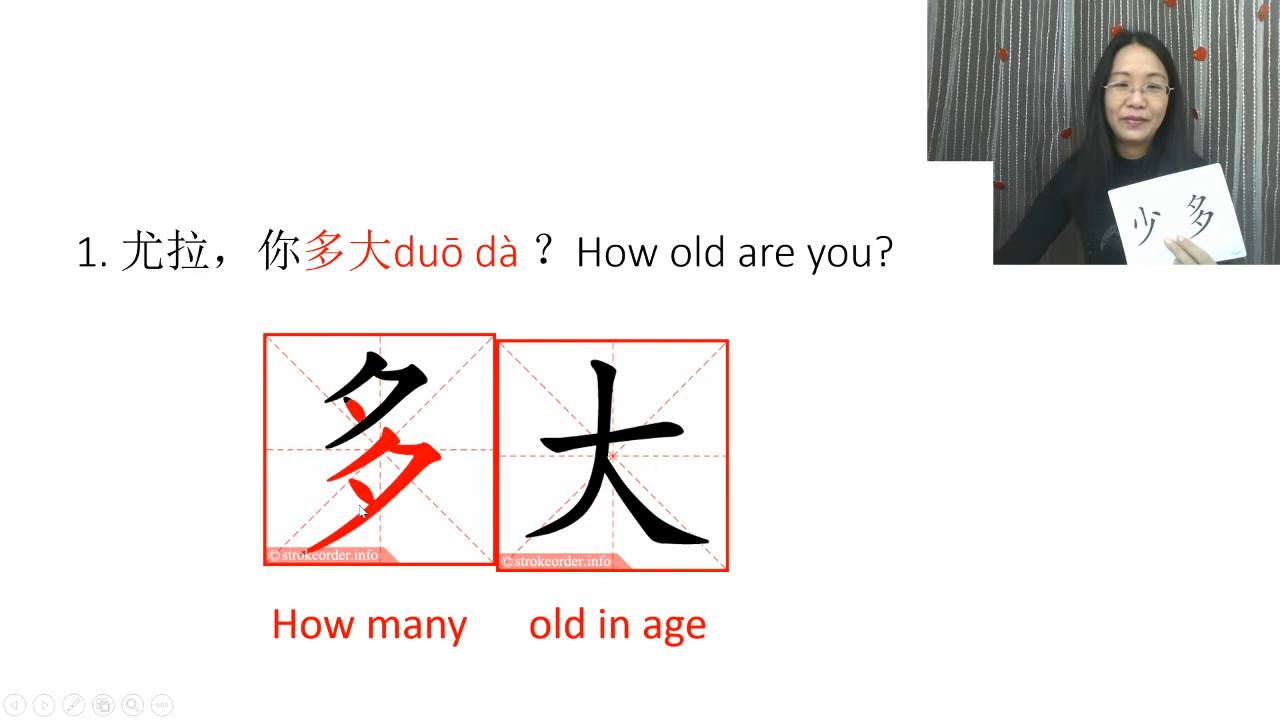 少 多
1. 尤拉，你多大duō dà ？How old are you?
多 大
©strokeorder.info ©strokeorder.info
How many old in age